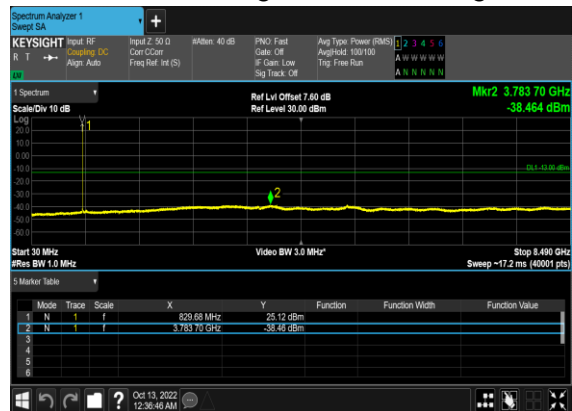 Spectrum Analyzer 1
Swept SA
+
KEYSIGHT Input: RF Input Z: 50 Ω #Atten: 40 dB PNO: Fast Avg Type: Power (RMS) 1 2 3 4 5 6
R T Coupling: DC Corr CCorr Gate: Off Avg|Hold: 100/100 A W W W W W
Align: Auto Freq Ref: Int (S) IF Gain: Low Trig: Free Run
Sig Track: Off A N N N N N
1 Spectrum Ref Lvl Offset 7.60 dB Mkr2 3.783 70 GHz
Scale/Div 10 dB Ref Level 30.00 dBm -38.464 dBm
Log
1
20.0
10.0
0.00
-10.0
DL1 -13.00 dBm
-20.0
-30.0
2
-40.0
-50.0
-60.0
Start 30 MHz Video BW 3.0 MHz* Stop 8.490 GHz
#Res BW 1.0 MHz Sweep ~17.2 ms (40001 pts)
5 Marker Table
Mode Trace Scale X Y Function Function Width Function Value
1 N 1 f 829.68 MHz 25.12 dBm
2 N 1 f 3.783 70 GHz -38.46 dBm
3
4
5
6
? Oct 13, 2022
12:36:46 AM